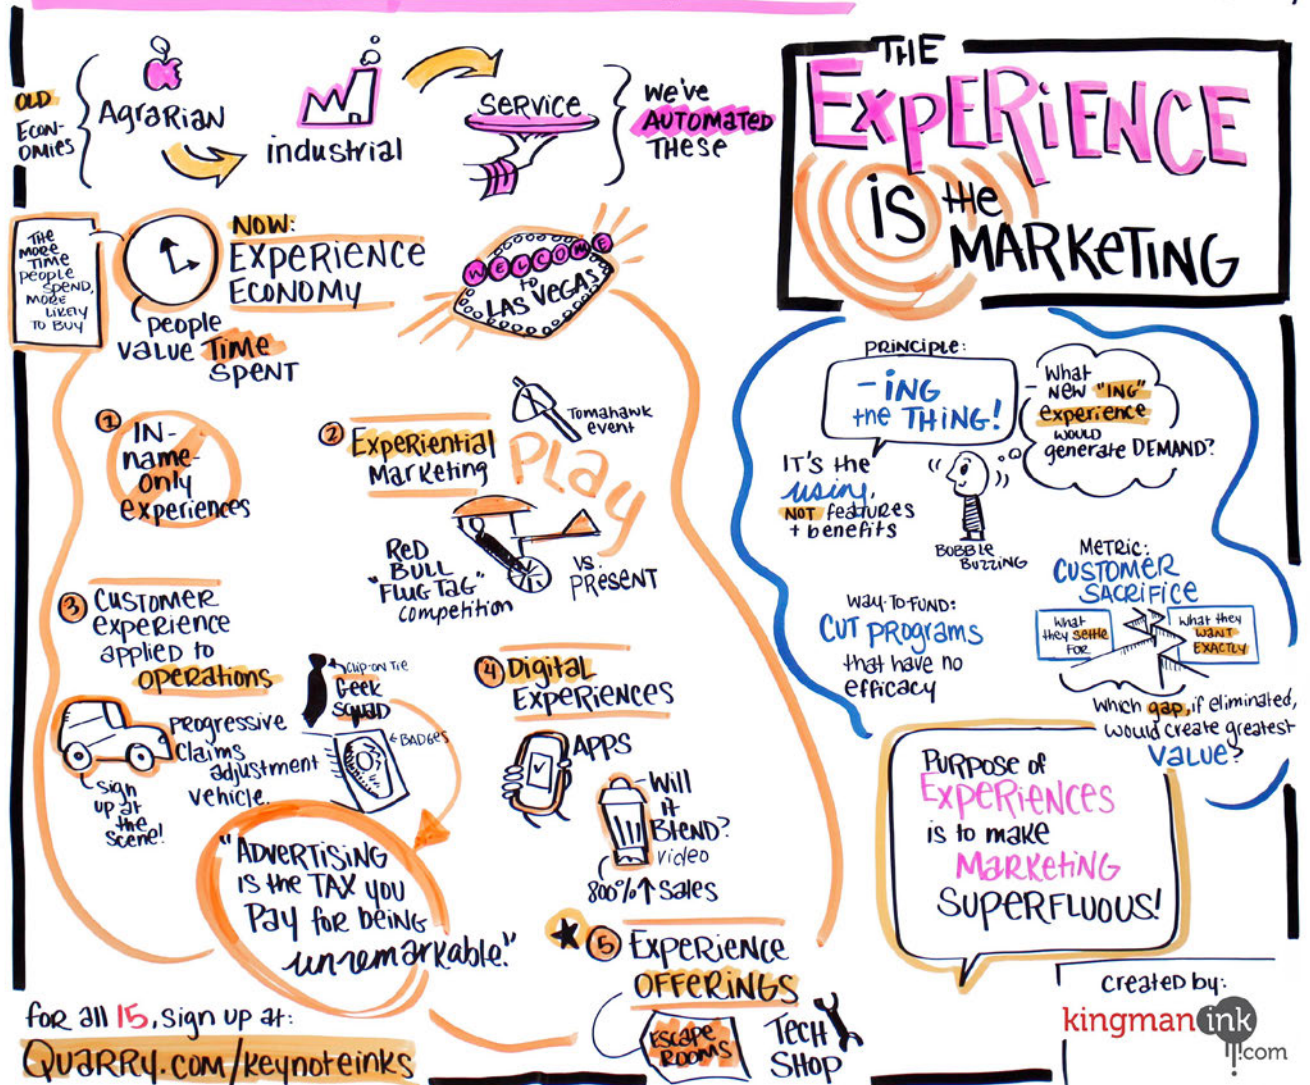 OLD
ECON-
OMIES
AGRARIAN
industrial
SERVICE
We've
AUTOMATED
THESE
THE
EXPERIENCE
is the
MARKETING
THE
MORE
TIME
PEOPLE
SPEND,
MORE
LIKELY
TO BUY
NOW:
EXPERIENCE
ECONOMY
people
value TIME
SPENT
WELCOME
to
LAS VEGAS
1
IN-
name-
only
experiences
2
Experiential
Marketing
PLAY
Tomahawk
event
RED
BULL
"FLUGTAG"
competition
VS.
PRESENT
3
CUSTOMER
experience
applied to
OPERATIONS
PROGRESSIVE
Claims
adjustment
vehicle.
sign
up at
the
scene!
CLIP-ON TIE
Geek
SQUAD
BADGES
"ADVERTISING
IS the TAX you
Pay for being
unremarkable."
4
Digital
EXPERIENCES
APPS
Will
it
BLEND?
video
800%↑ Sales
5
EXPERIENCE
OFFERINGS
ESCAPE
ROOMS
TECH
SHOP
PRINCIPLE:
-ING
the THING!
What
NEW "ING"
experience
WOULD
generate DEMAND?
IT'S the
using,
NOT features
+ benefits
BOBBLE
BUZZING
WAY-TO-FUND:
CUT PROGRAMS
that have no
efficacy
METRIC:
CUSTOMER
SACRIFICE
What
they settle
FOR
What they
WANT
EXACTLY
Which gap, if eliminated,
would create greatest
VALUE?
PURPOSE of
EXPERIENCES
is to make
MARKETING
SUPERFLUOUS!
for all 15, sign up at:
QUARRY.COM/keynoteinks
created by:
kingman ink
.com